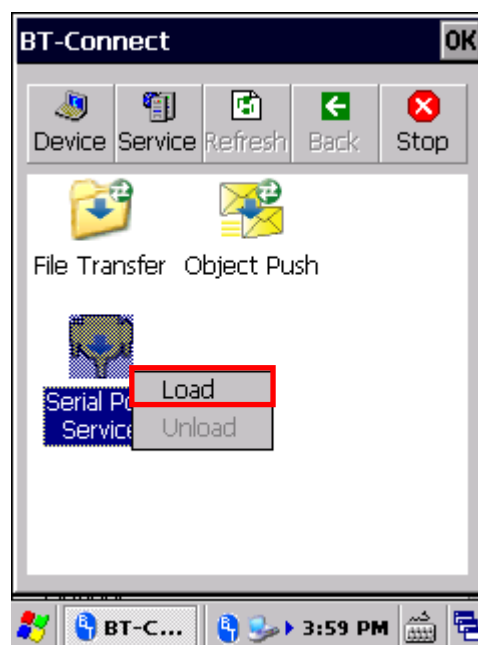 BT-Connect OK
Device Service Refresh Back Stop
File Transfer Object Push
Serial
Service
Load
Unload
BT-C... 3:59 PM